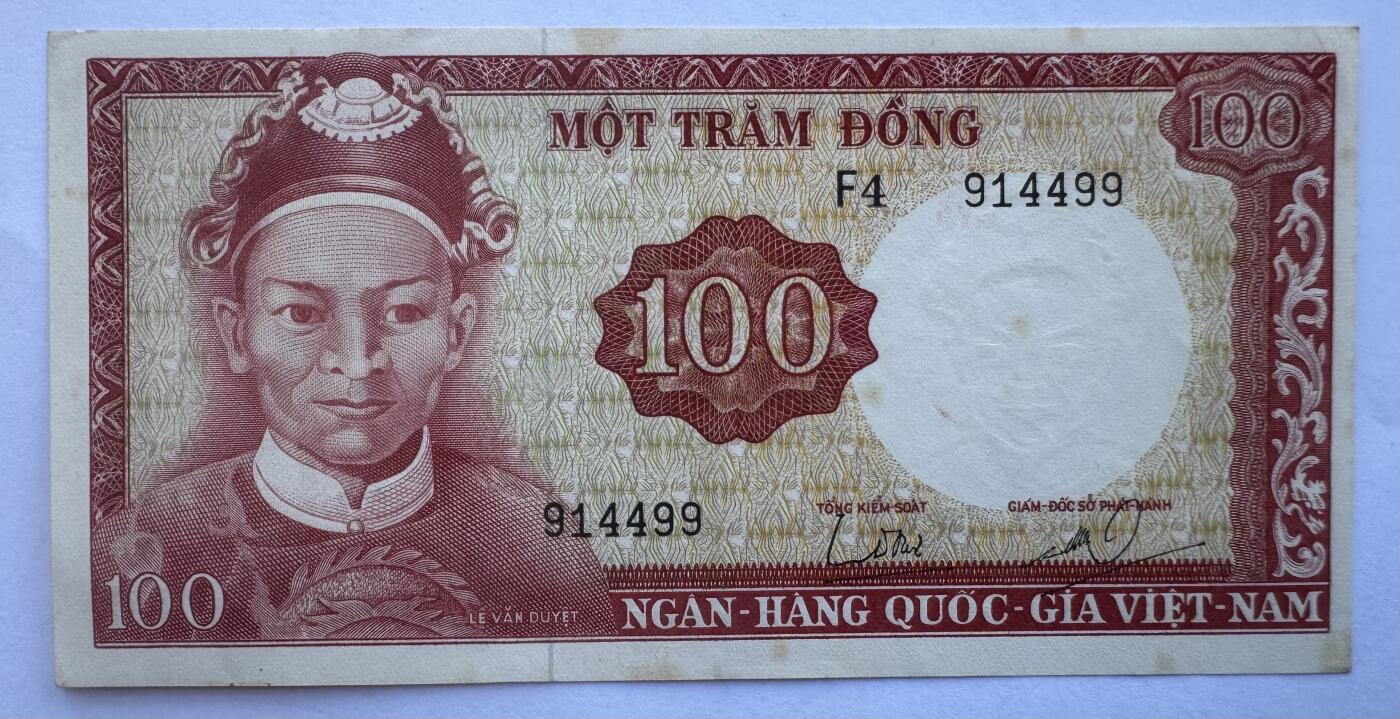 MỘT TRĂM ĐỒNG
100
F4 914499
100
914499
TỔNG KIỂM-SOÁT
GIÁM-ĐỐC SỞ PHÁT-HÀNH
100
LÊ VĂN DUYỆT
NGÂN-HÀNG QUỐC-GIA VIỆT-NAM